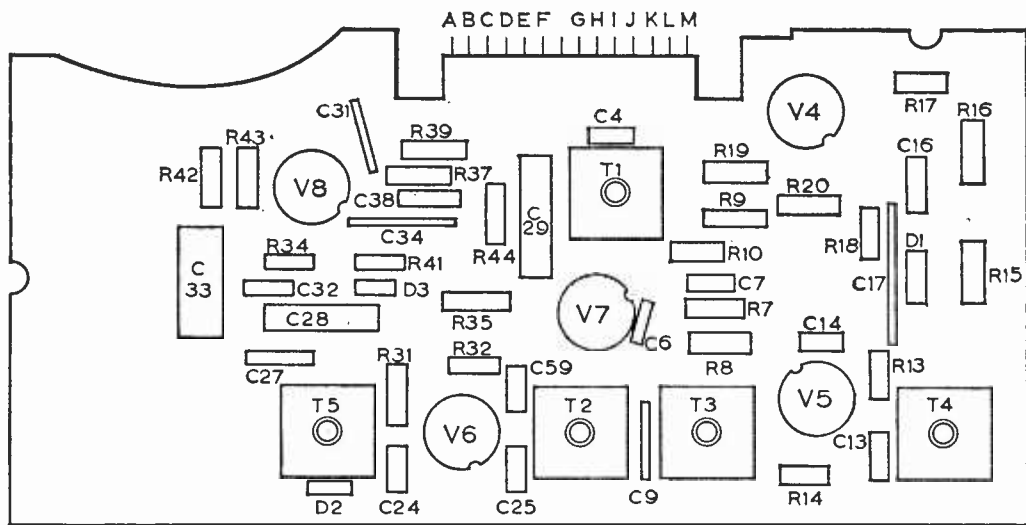 ABCDEF GHIJKLM
C31
C4
V4
R17
R16
R43
R39
R42
V8
R37
T1
R19
C16
C38
R9
R20
C34
R44
C
29
R18
D1
R34
R41
R10
C17
R15
C
33
C32
D3
C7
C28
R35
V7
R7
C6
C14
R8
C27
R31
R32
C59
R13
T5
V6
T2
T3
V5
T4
C13
D2
C24
C25
C9
R14